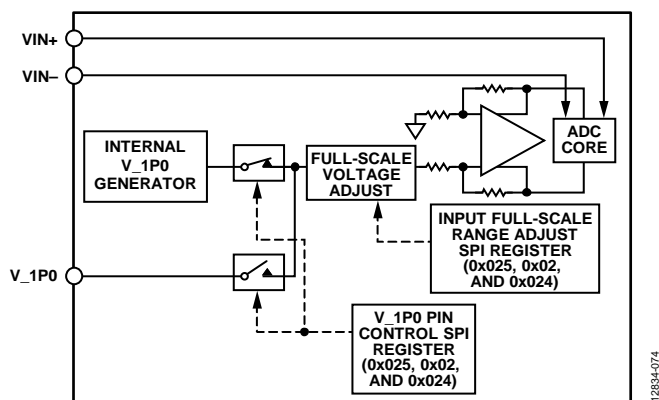 VIN+
VIN–
INTERNAL
V_1P0
GENERATOR
FULL-SCALE
VOLTAGE
ADJUST
ADC
CORE
INPUT FULL-SCALE
RANGE ADJUST
SPI REGISTER
(0x025, 0x02,
AND 0x024)
V_1P0
V_1P0 PIN
CONTROL SPI
REGISTER
(0x025, 0x02,
AND 0x024)
12834-074